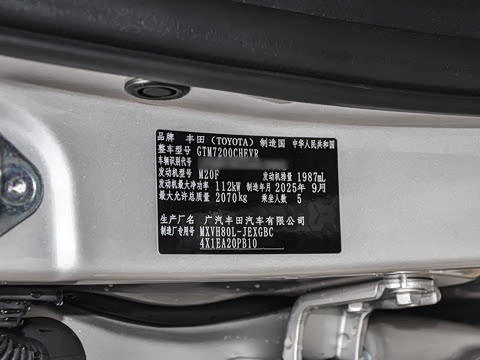 品牌 丰田(TOYOTA) 制造国 中华人民共和国
整车型号 GTM7200CHEVR
车辆识别代号
发动机型号 M20F 发动机排量 1987mL
发动机最大净功率 112kW 制造年月 2025年 9月
最大允许总质量 2070kg 乘坐人数 5
生产厂名 广汽丰田汽车有限公司
制造厂专用号 MXVH80L-JEXGBC
4X1EA20PB10